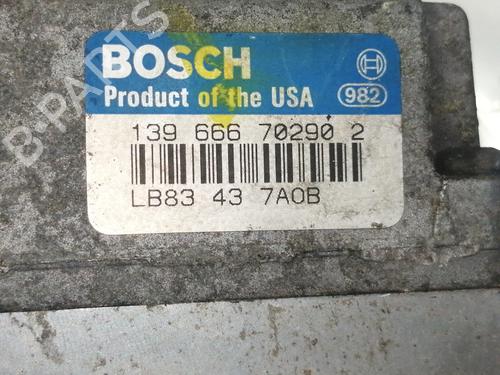 BOSCH
Product of the USA
982
139 666 70290 2
LB83 43 7A0B
B-PARTS